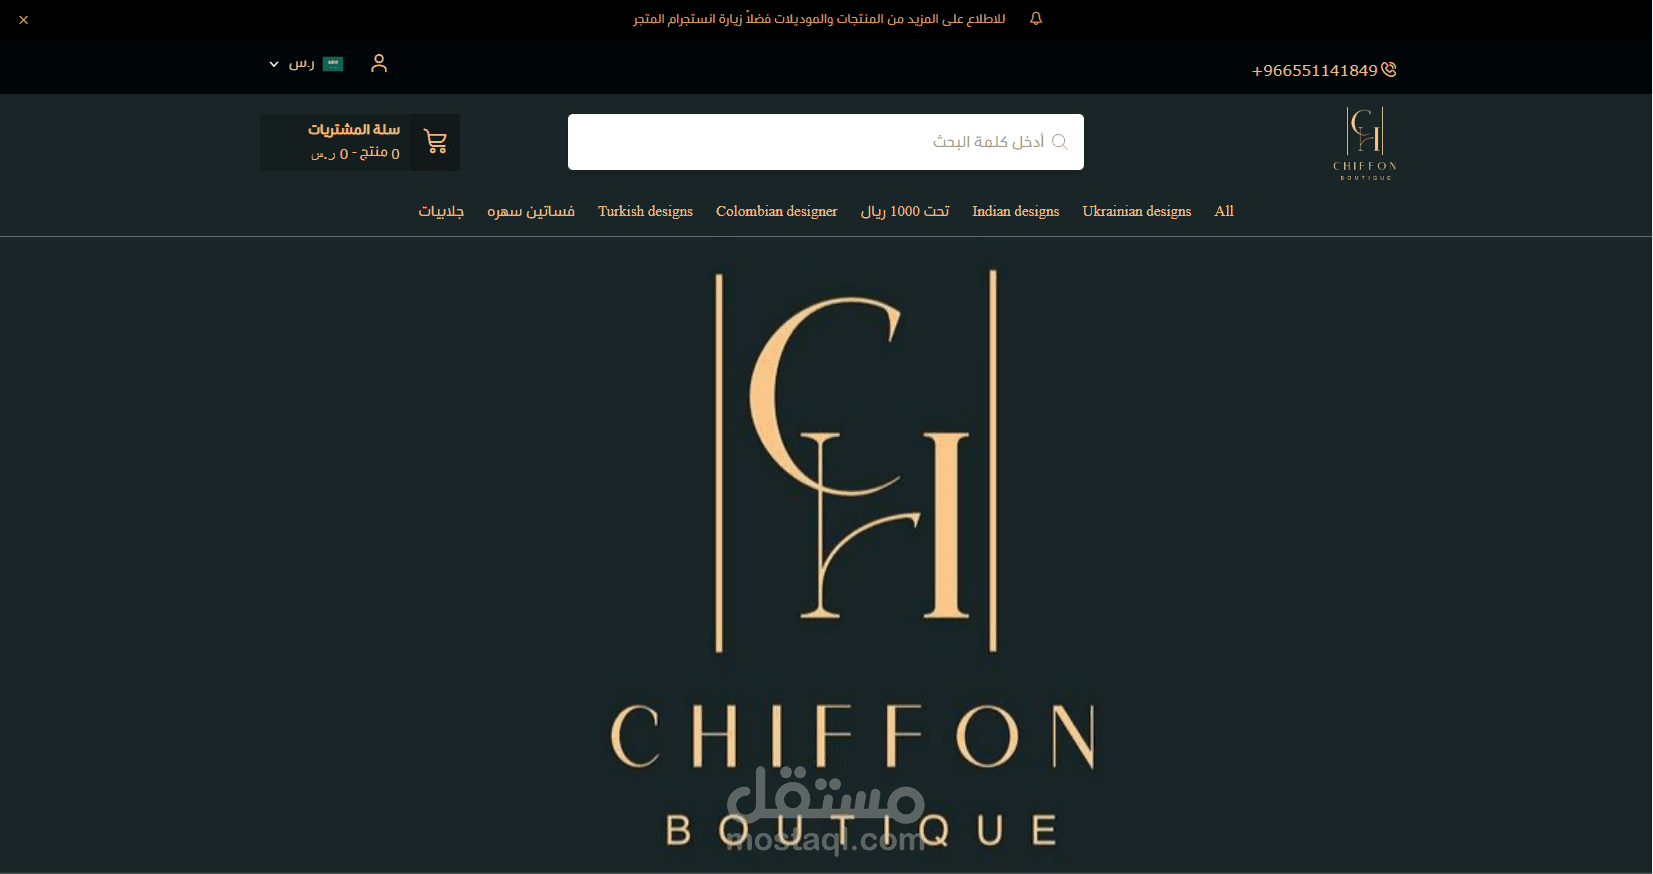 للاطلاع على المزيد من المنتجات والموديلات فضلاً زيارة انستجرام المتجر
+966551141849
ر.س
CHIFFON
BOUTIQUE
أدخل كلمة البحث
سلة المشتريات
0 منتج - 0 ر.س
All Ukrainian designs Indian designs تحت 1000 ريال Colombian designer Turkish designs فساتين سهره جلابيات
CH
CHIFFON
BOUTIQUE
مستقل
mostaql.com